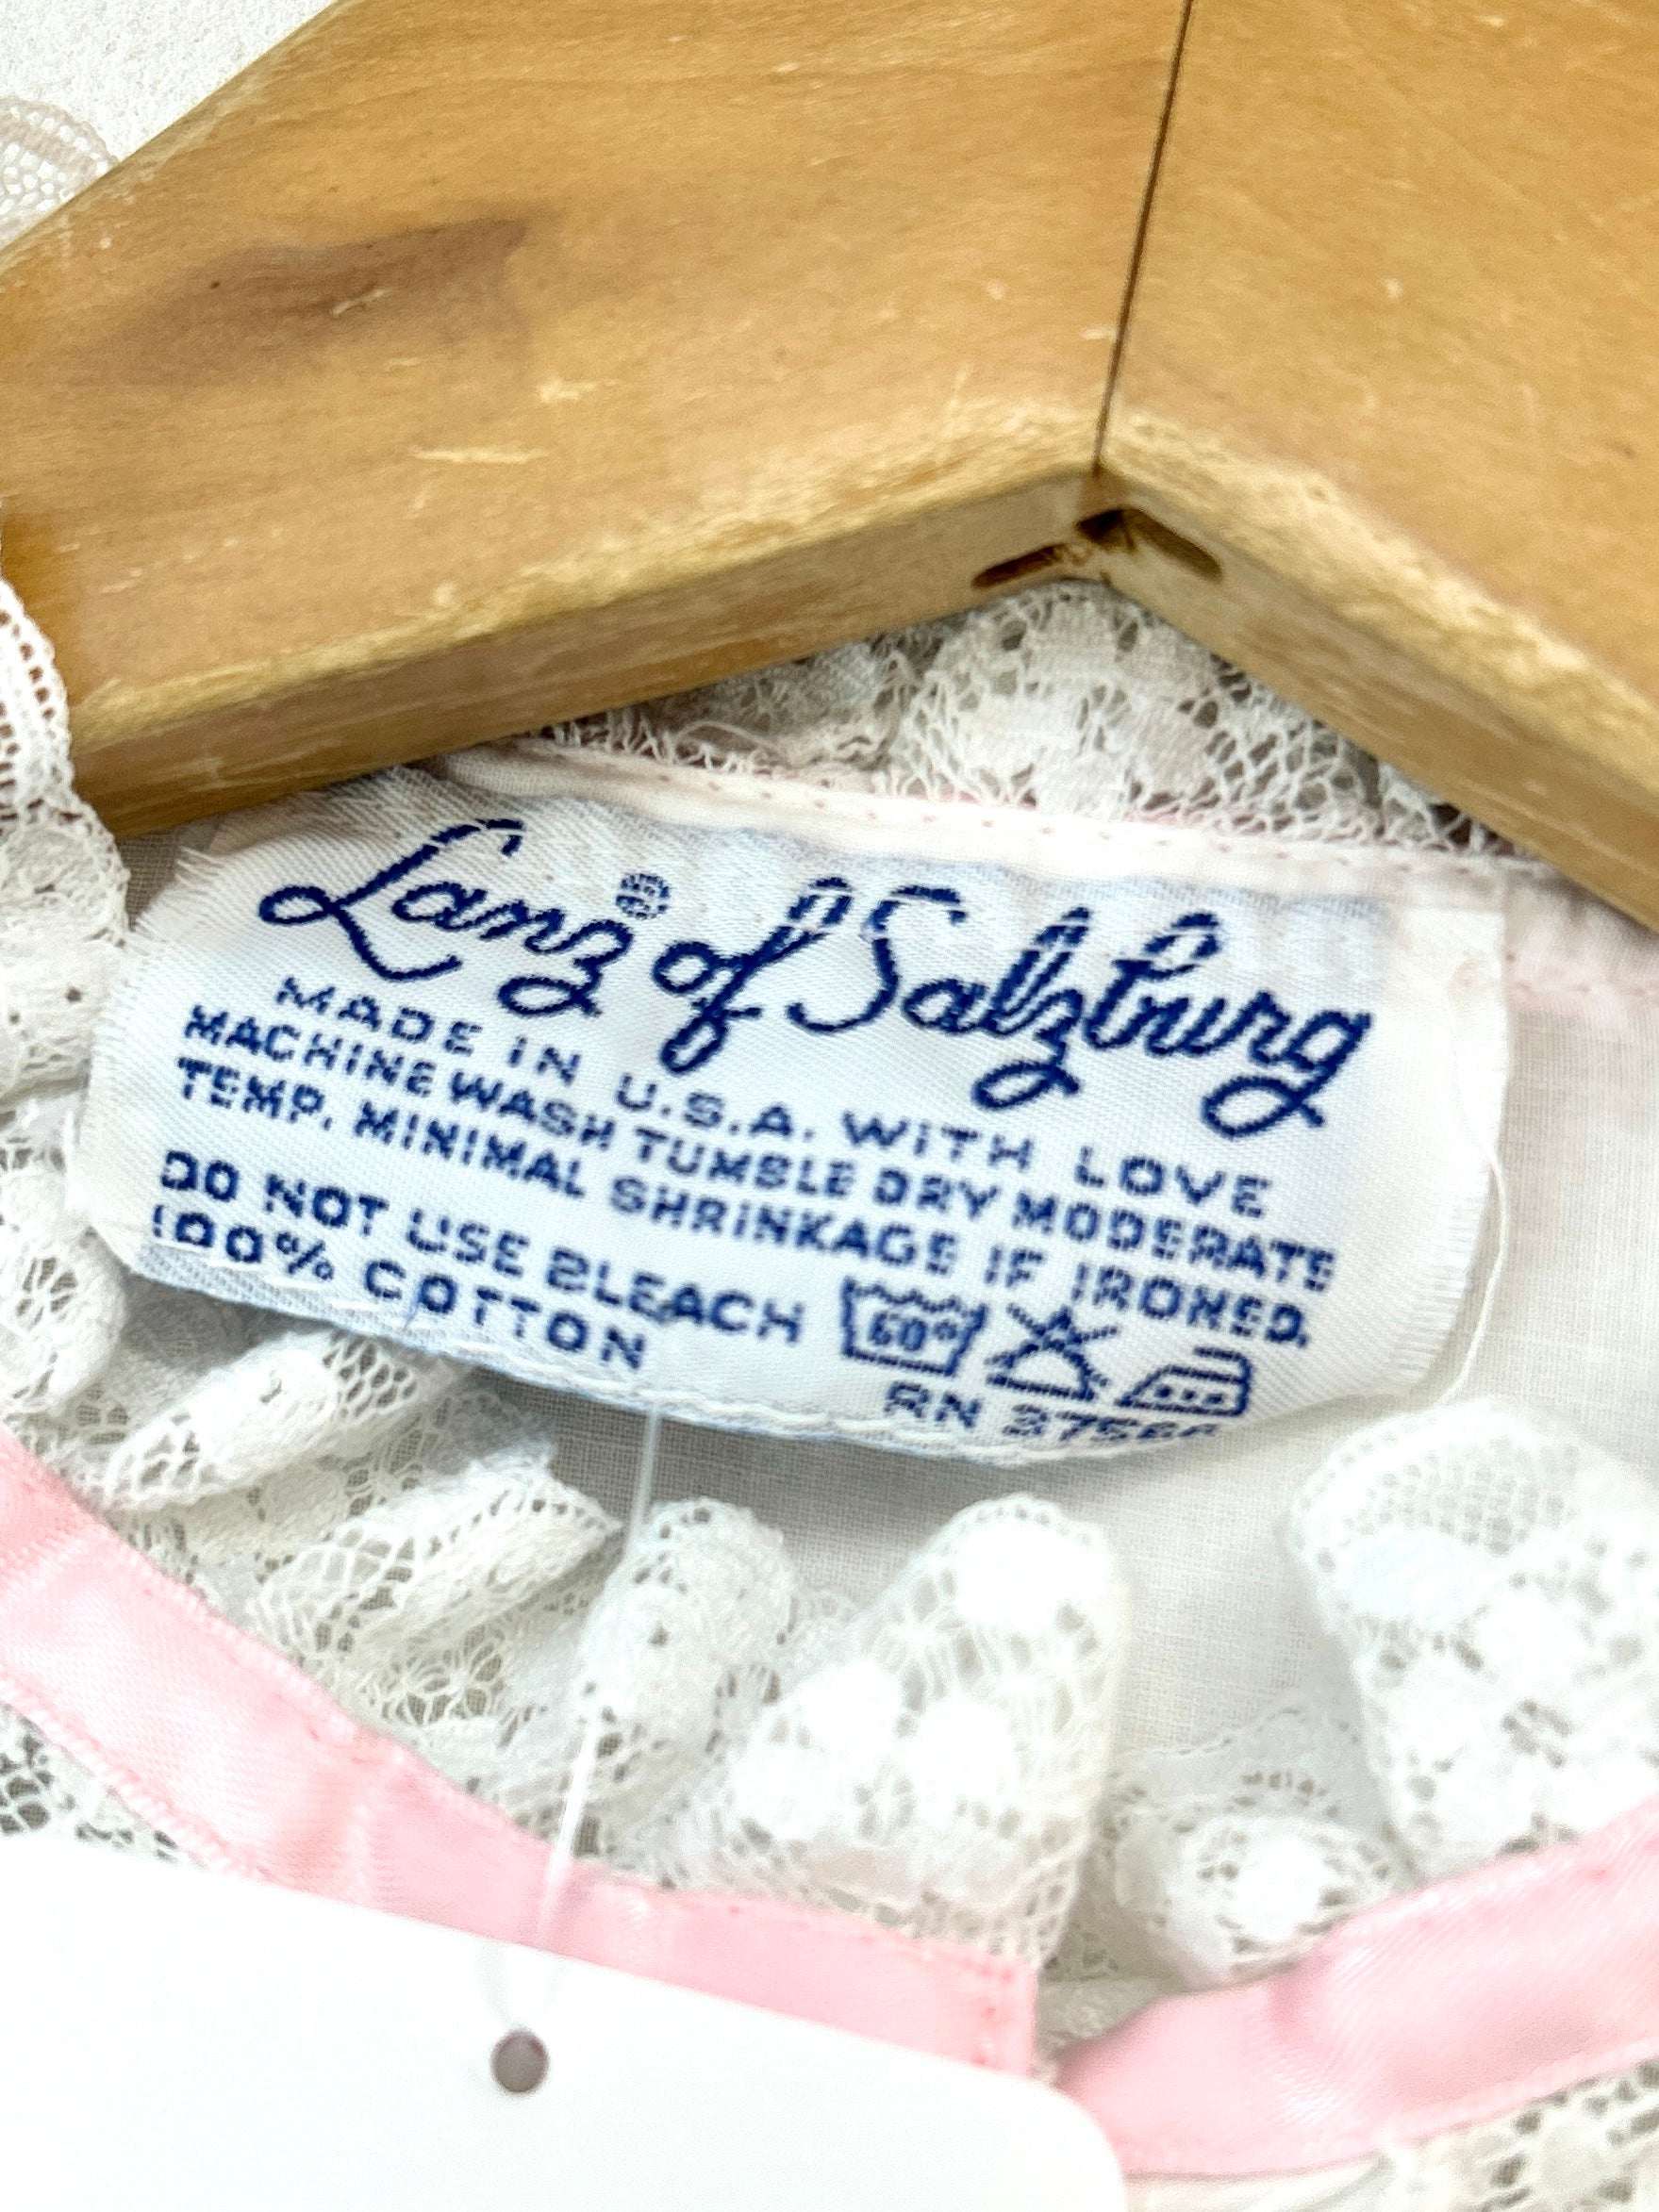 Lanz® of Salzburg
MADE IN U.S.A. WITH LOVE
MACHINE WASH TUMBLE DRY MODERATE
TEMP. MINIMAL SHRINKAGE IF IRONED.
DO NOT USE BLEACH 60°
100% COTTON RN